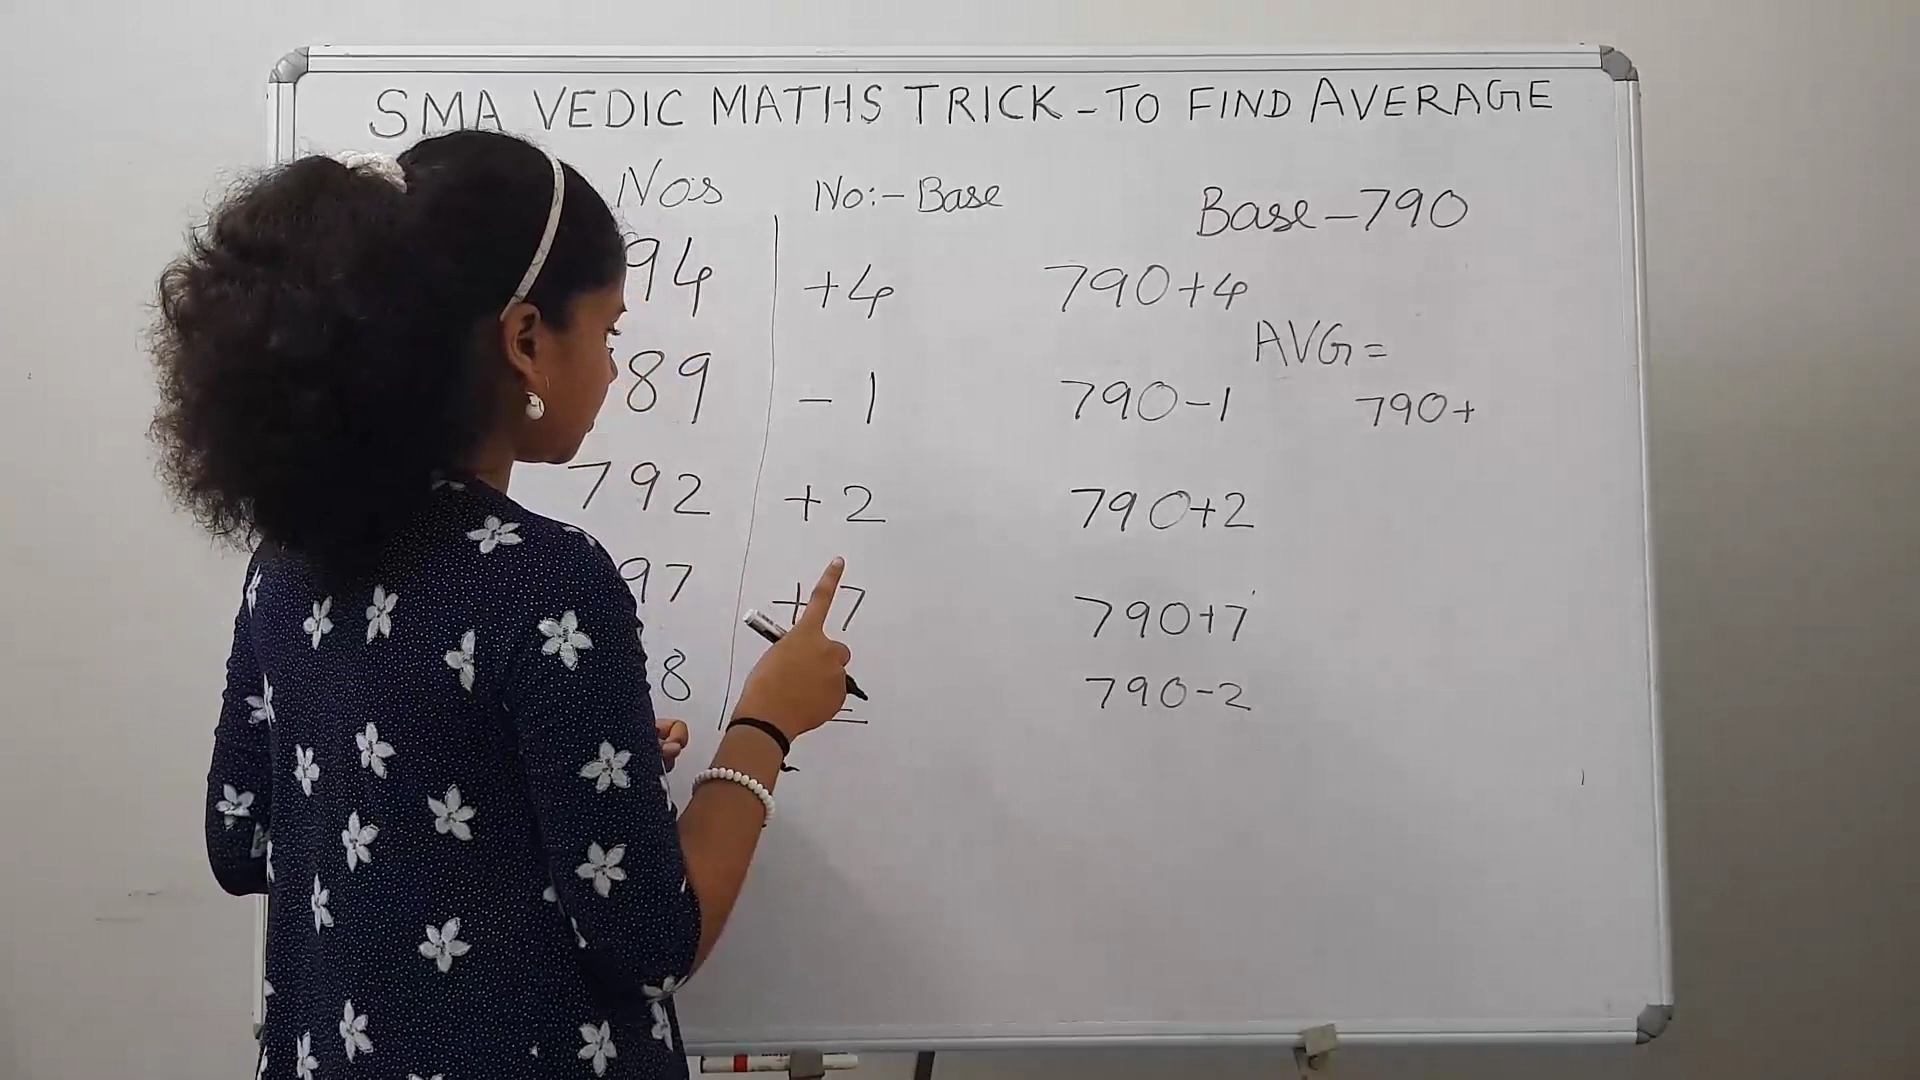 SMA VEDIC MATHS TRICK - TO FIND AVERAGE
Nos No:- Base Base - 790
94 +4 790+4
AVG =
89 -1 790-1 790+
792 +2 790+2
97 +7 790+7
8 790-2